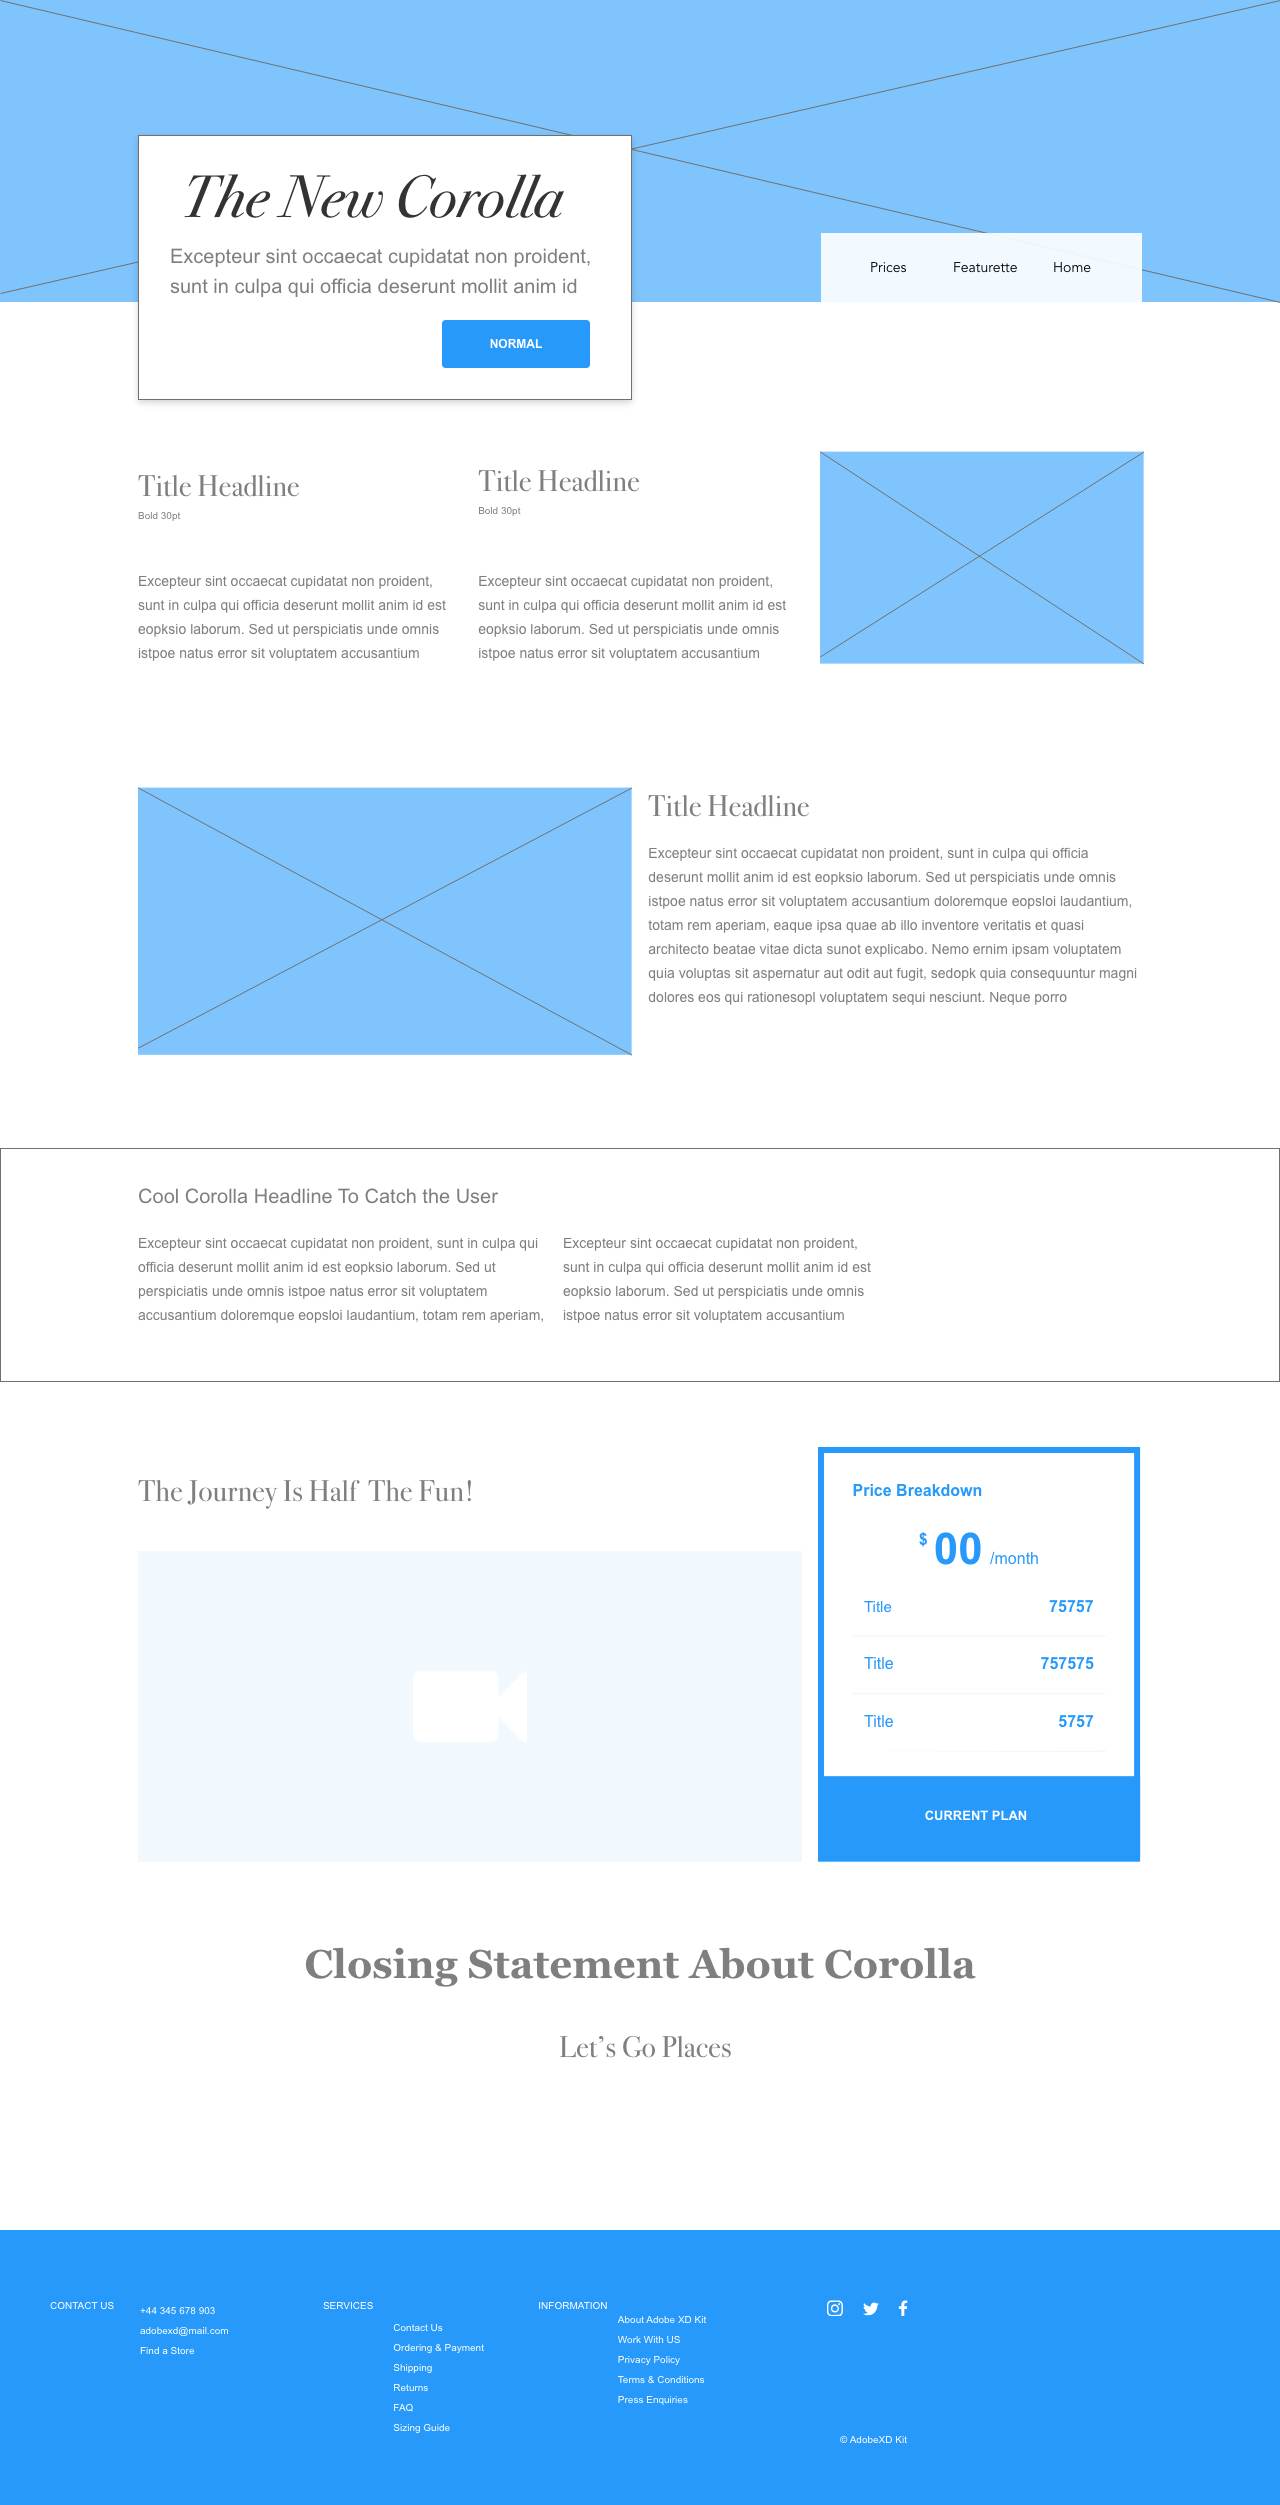 The New Corolla
Excepteur sint occaecat cupidatat non proident,
sunt in culpa qui officia deserunt mollit anim id
NORMAL
Prices
Featurette
Home
Title Headline
Bold 30pt
Excepteur sint occaecat cupidatat non proident,
sunt in culpa qui officia deserunt mollit anim id est
eopksio laborum. Sed ut perspiciatis unde omnis
istpoe natus error sit voluptatem accusantium
Title Headline
Bold 30pt
Excepteur sint occaecat cupidatat non proident,
sunt in culpa qui officia deserunt mollit anim id est
eopksio laborum. Sed ut perspiciatis unde omnis
istpoe natus error sit voluptatem accusantium
Title Headline
Excepteur sint occaecat cupidatat non proident, sunt in culpa qui officia
deserunt mollit anim id est eopksio laborum. Sed ut perspiciatis unde omnis
istpoe natus error sit voluptatem accusantium doloremque eopsloi laudantium,
totam rem aperiam, eaque ipsa quae ab illo inventore veritatis et quasi
architecto beatae vitae dicta sunot explicabo. Nemo ernim ipsam voluptatem
quia voluptas sit aspernatur aut odit aut fugit, sedopk quia consequuntur magni
dolores eos qui rationesopl voluptatem sequi nesciunt. Neque porro
Cool Corolla Headline To Catch the User
Excepteur sint occaecat cupidatat non proident, sunt in culpa qui
officia deserunt mollit anim id est eopksio laborum. Sed ut
perspiciatis unde omnis istpoe natus error sit voluptatem
accusantium doloremque eopsloi laudantium, totam rem aperiam,
Excepteur sint occaecat cupidatat non proident,
sunt in culpa qui officia deserunt mollit anim id est
eopksio laborum. Sed ut perspiciatis unde omnis
istpoe natus error sit voluptatem accusantium
The Journey Is Half The Fun!
Price Breakdown
$ 00 /month
Title 75757
Title 757575
Title 5757
CURRENT PLAN
Closing Statement About Corolla
Let’s Go Places
CONTACT US
+44 345 678 903
adobexd@mail.com
Find a Store
SERVICES
Contact Us
Ordering & Payment
Shipping
Returns
FAQ
Sizing Guide
INFORMATION
About Adobe XD Kit
Work With US
Privacy Policy
Terms & Conditions
Press Enquiries
© AdobeXD Kit